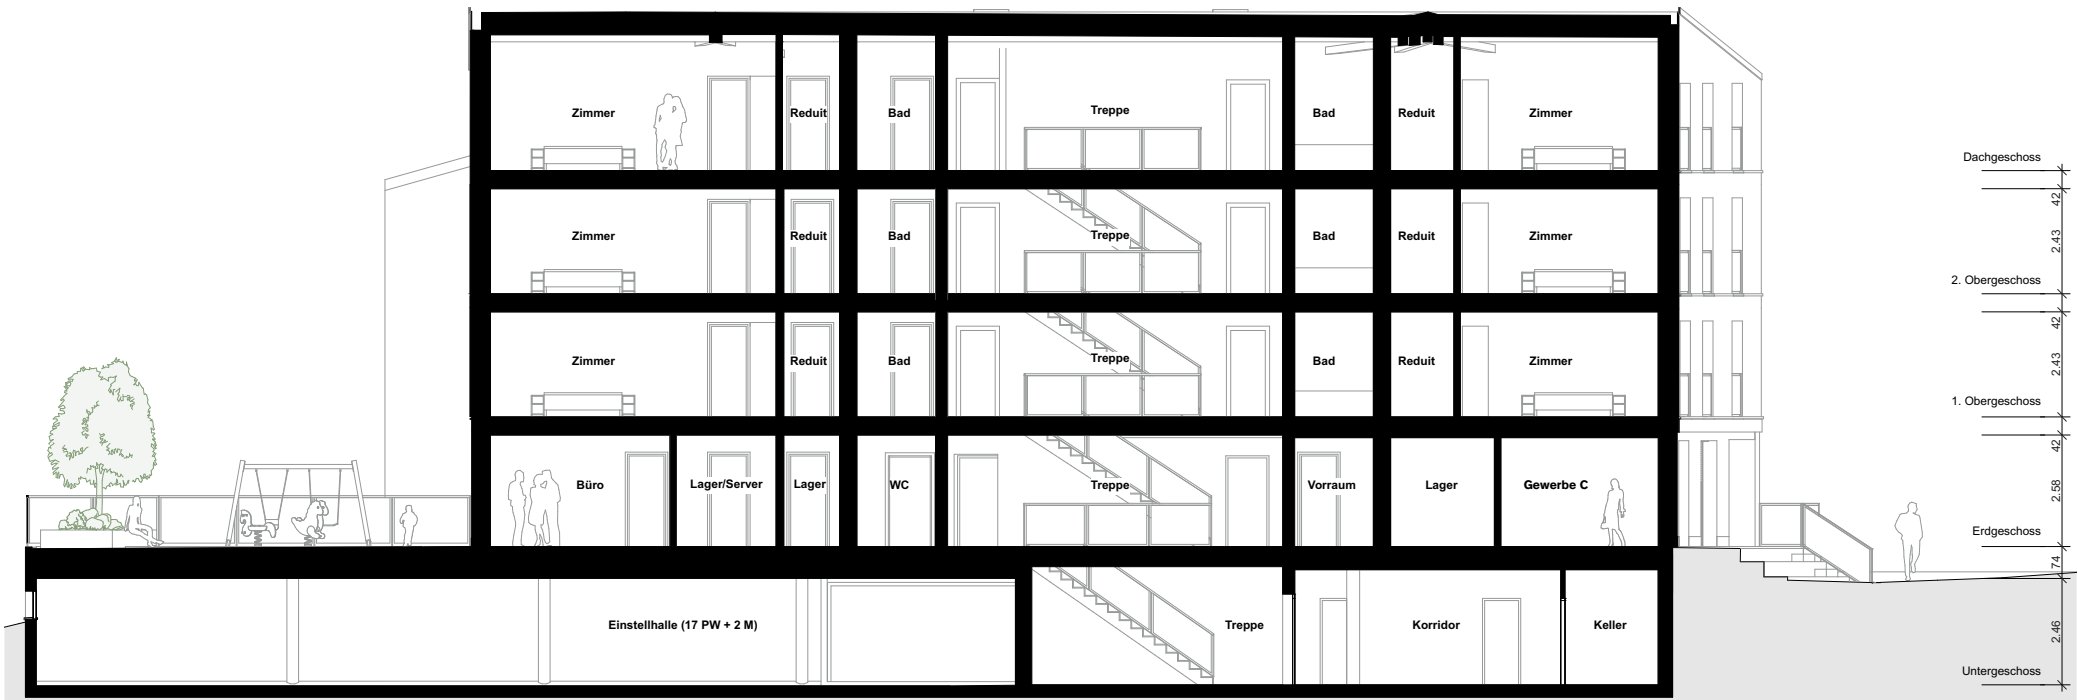 Zimmer
Reduit
Bad
Treppe
Bad
Reduit
Zimmer
Dachgeschoss
42
Zimmer
Reduit
Bad
Treppe
Bad
Reduit
Zimmer
2.43
2. Obergeschoss
42
Zimmer
Reduit
Bad
Treppe
Bad
Reduit
Zimmer
2.43
1. Obergeschoss
42
Büro
Lager/Server
Lager
WC
Treppe
Vorraum
Lager
Gewerbe C
2.58
Erdgeschoss
74
Einstellhalle (17 PW + 2 M)
Treppe
Korridor
Keller
2.46
Untergeschoss